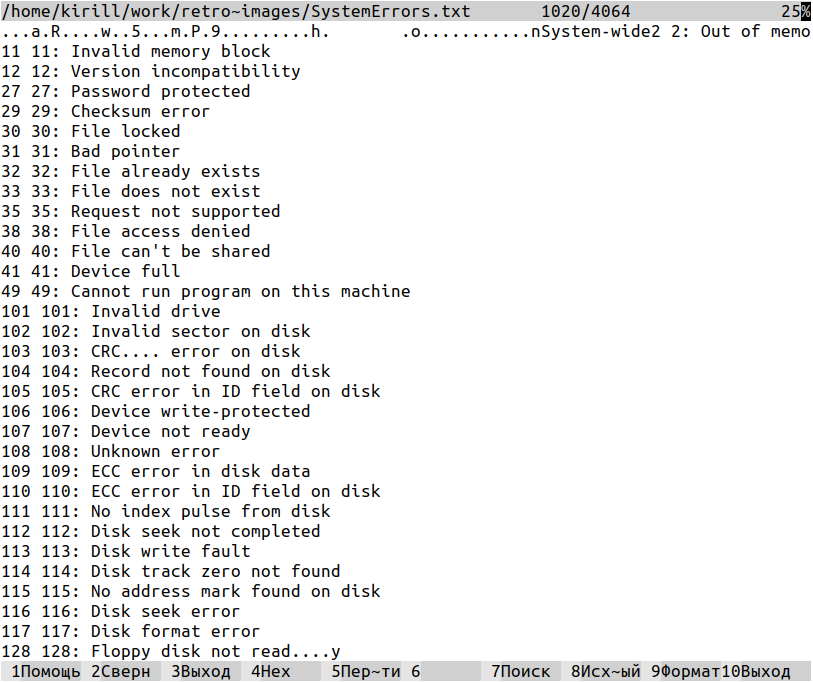 /home/kirill/work/retro~images/SystemErrors.txt 1020/4064 25%
...a.R....w..5...m.P.9.........h. .o...........nSystem-wide2 2: Out of memo
11 11: Invalid memory block
12 12: Version incompatibility
27 27: Password protected
29 29: Checksum error
30 30: File locked
31 31: Bad pointer
32 32: File already exists
33 33: File does not exist
35 35: Request not supported
38 38: File access denied
40 40: File can't be shared
41 41: Device full
49 49: Cannot run program on this machine
101 101: Invalid drive
102 102: Invalid sector on disk
103 103: CRC.... error on disk
104 104: Record not found on disk
105 105: CRC error in ID field on disk
106 106: Device write-protected
107 107: Device not ready
108 108: Unknown error
109 109: ECC error in disk data
110 110: ECC error in ID field on disk
111 111: No index pulse from disk
112 112: Disk seek not completed
113 113: Disk write fault
114 114: Disk track zero not found
115 115: No address mark found on disk
116 116: Disk seek error
117 117: Disk format error
128 128: Floppy disk not read....y
1Помощь 2Сверн 3Выход 4Hex 5Пер~ти 6 7Поиск 8Исх~ый 9Формат10Выход